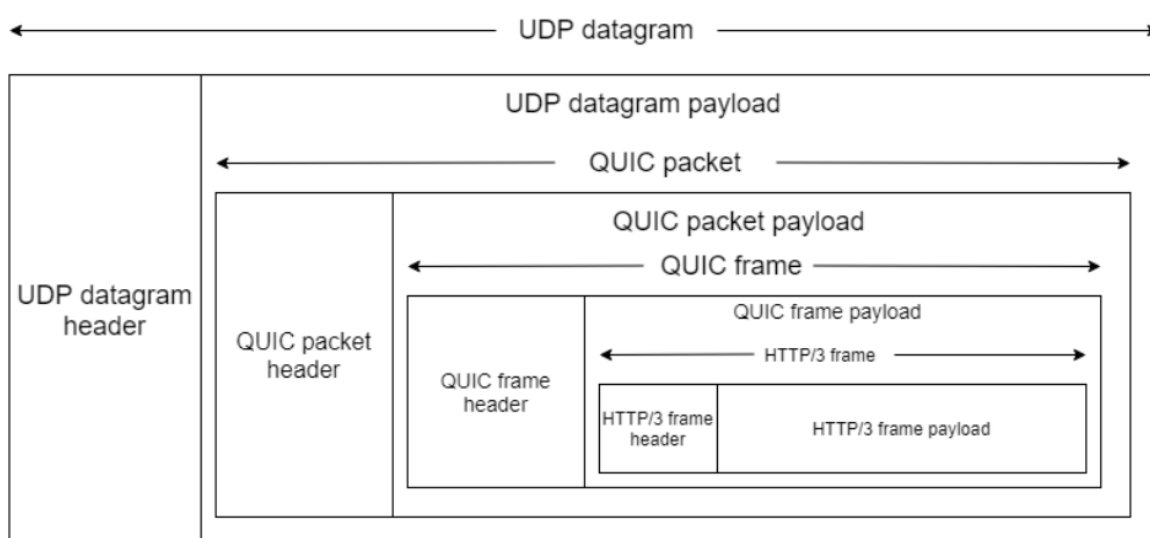 UDP datagram
UDP datagram payload
QUIC packet
QUIC packet payload
QUIC frame
UDP datagram
header
QUIC packet
header
QUIC frame
header
QUIC frame payload
HTTP/3 frame
HTTP/3 frame
header
HTTP/3 frame payload